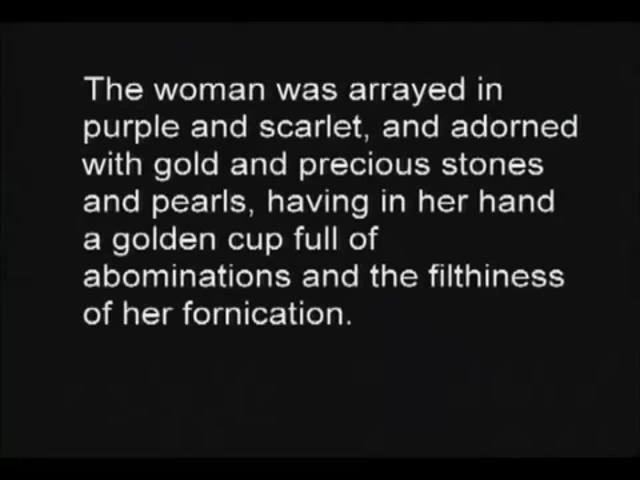 The woman was arrayed in
purple and scarlet, and adorned
with gold and precious stones
and pearls, having in her hand
a golden cup full of
abominations and the filthiness
of her fornication.